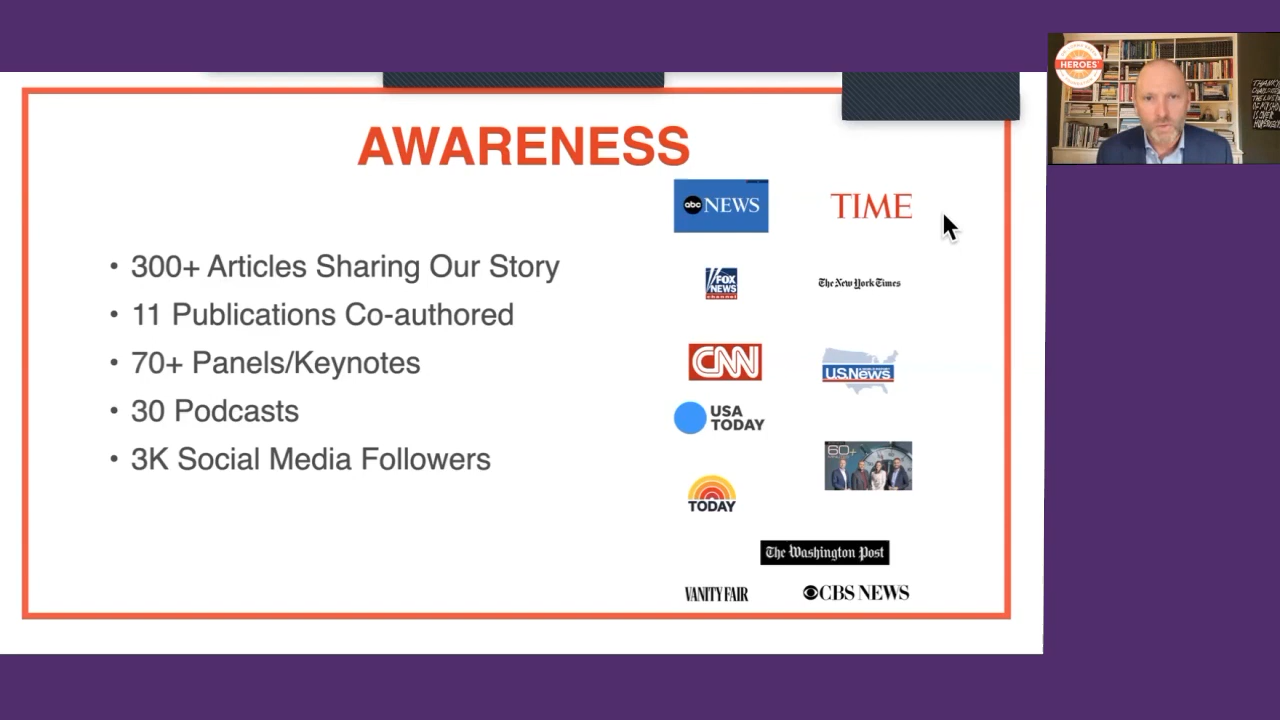 AWARENESS
• 300+ Articles Sharing Our Story
• 11 Publications Co-authored
• 70+ Panels/Keynotes
• 30 Podcasts
• 3K Social Media Followers
abc NEWS
TIME
FOX
NEWS
channel
The New York Times
CNN
U.S.News
USA
TODAY
60+
TODAY
The Washington Post
VANITY FAIR
CBS NEWS
HEROES'